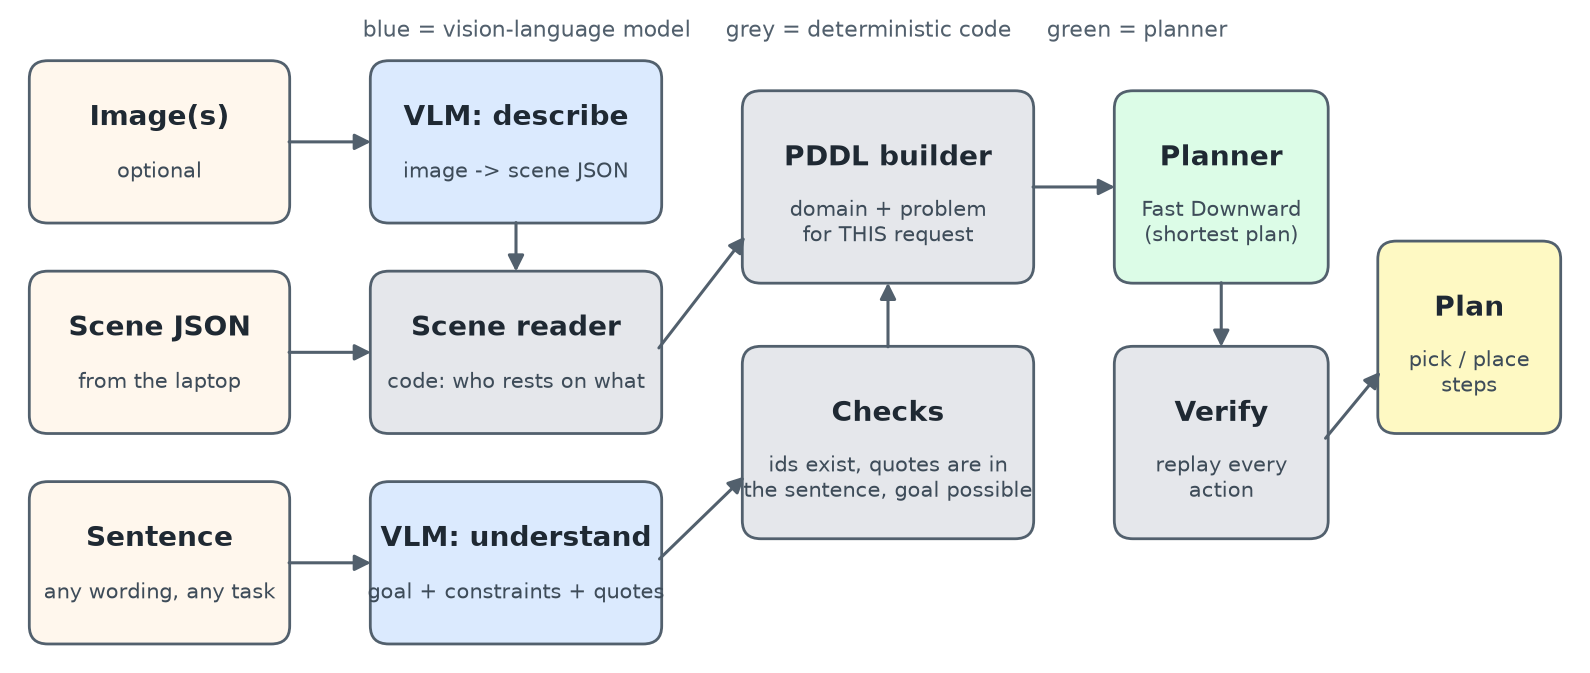 blue = vision-language model grey = deterministic code green = planner
Image(s)
optional
VLM: describe
image -> scene JSON
PDDL builder
domain + problem
for THIS request
Planner
Fast Downward
(shortest plan)
Scene JSON
from the laptop
Scene reader
code: who rests on what
Checks
ids exist, quotes are in
the sentence, goal possible
Verify
replay every
action
Plan
pick / place
steps
Sentence
any wording, any task
VLM: understand
goal + constraints + quotes